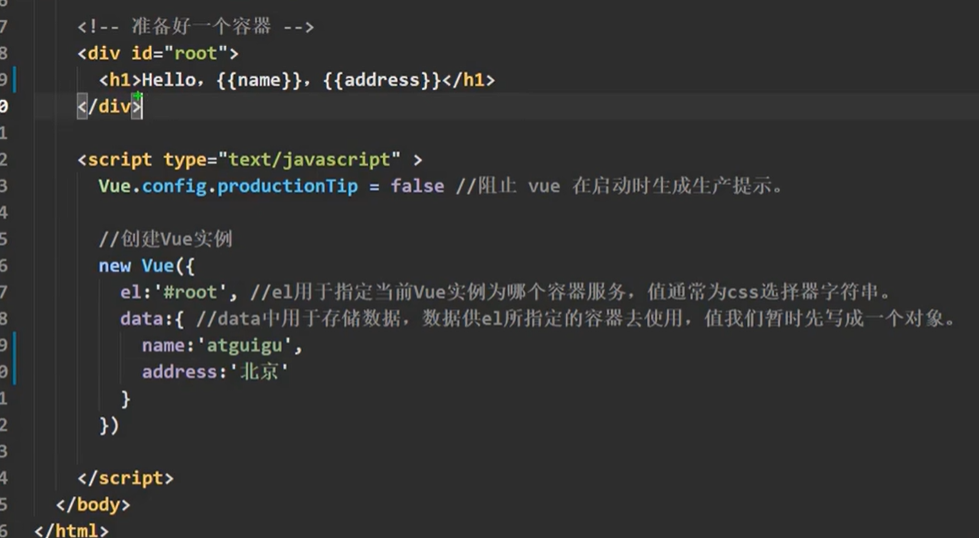 7 <!-- 准备好一个容器 -->
8 <div id="root">
9 <h1>Hello，{{name}}，{{address}}</h1>
0 </div>
1
2 <script type="text/javascript" >
3 Vue.config.productionTip = false //阻止 vue 在启动时生成生产提示。
4
5 //创建Vue实例
6 new Vue({
7 el:'#root', //el用于指定当前Vue实例为哪个容器服务，值通常为css选择器字符串。
8 data:{ //data中用于存储数据，数据供el所指定的容器去使用，值我们暂时先写成一个对象。
9 name:'atguigu',
0 address:'北京'
1 }
2 })
3
4 </script>
5 </body>
6 </html>